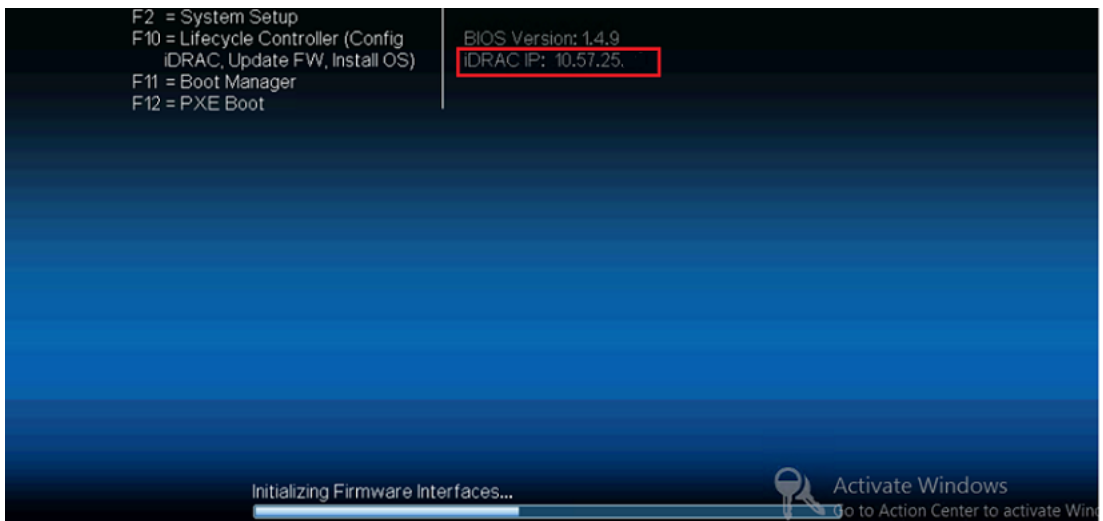 F2 = System Setup
F10 = Lifecycle Controller (Config
iDRAC, Update FW, Install OS)
F11 = Boot Manager
F12 = PXE Boot
BIOS Version: 1.4.9
iDRAC IP: 10.57.25.
Initializing Firmware Interfaces...
Activate Windows
Go to Action Center to activate Win